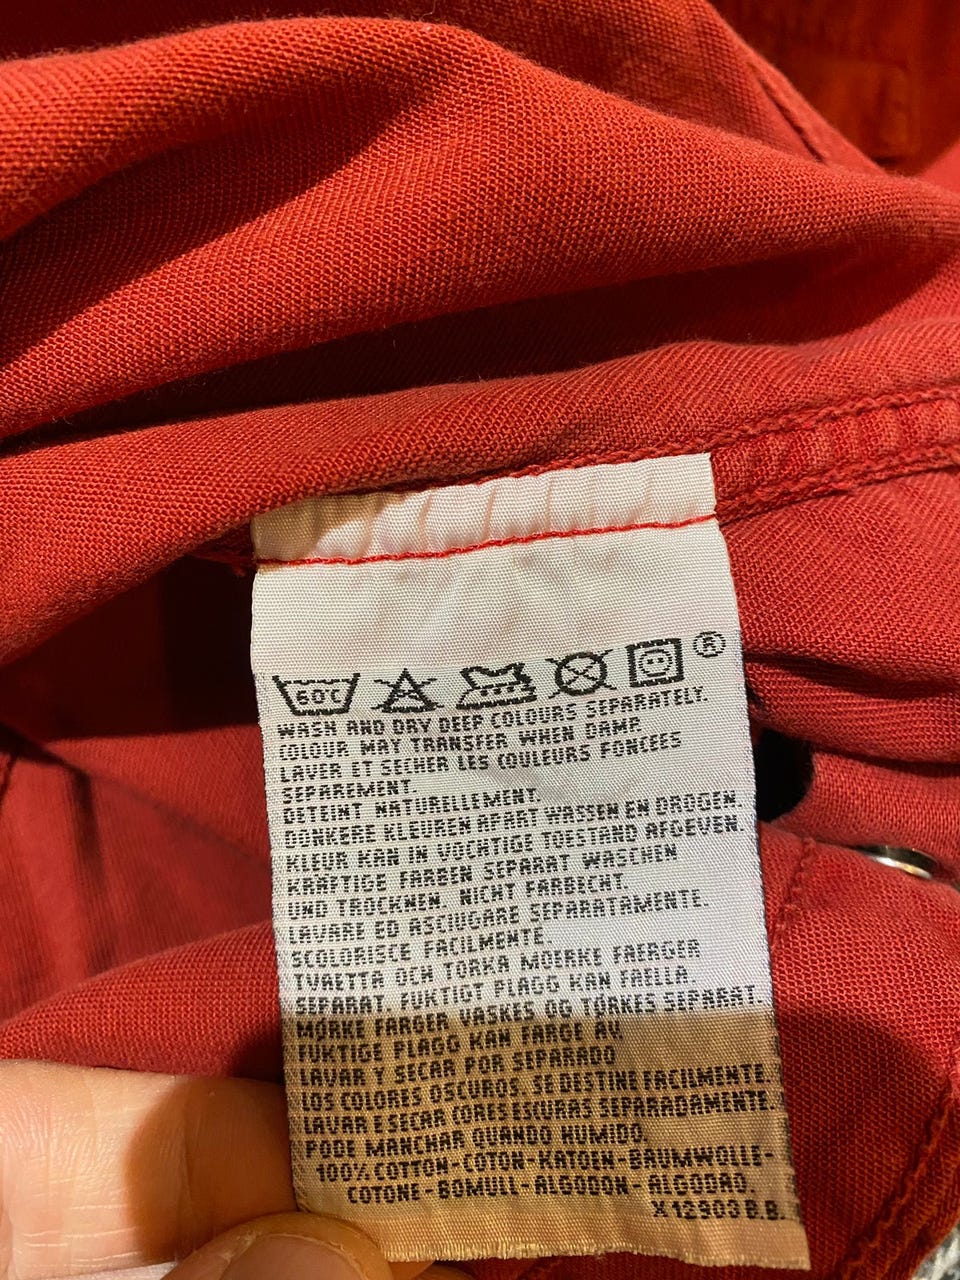 60°C
®
WASH AND DRY DEEP COLOURS SEPARATELY.
COLOUR MAY TRANSFER WHEN DAMP.
LAVER ET SECHER LES COULEURS FONCEES
SEPAREMENT.
DETEINT NATURELLEMENT.
DONKERE KLEUREN APART WASSEN EN DROGEN.
KLEUR KAN IN VOCHTIGE TOESTAND AFGEVEN.
KRÄFTIGE FARBEN SEPARAT WASCHEN
UND TROCKNEN. NICHT FARBECHT.
LAVARE ED ASCIUGARE SEPARATAMENTE.
SCOLORISCE FACILMENTE.
TVAETTA OCH TORKA MOERKE FAERGER
SEPARAT. FUKTIGT PLAGG KAN FAELLA.
MØRKE FARGER VASKES OG TØRKES SEPARAT.
FUKTIGE PLAGG KAN FARGE AV.
LAVAR Y SECAR POR SEPARADO
LOS COLORES OSCUROS. SE DESTINE FACILMENTE.
LAVAR E SECAR CORES ESCURAS SEPARADAMENTE.
PODE MANCHAR QUANDO HUMIDO.
100% COTTON-COTON-KATOEN-BAUMWOLLE-
COTONE-BOMULL-ALGODON-ALGODAO.
X12903 B.B.